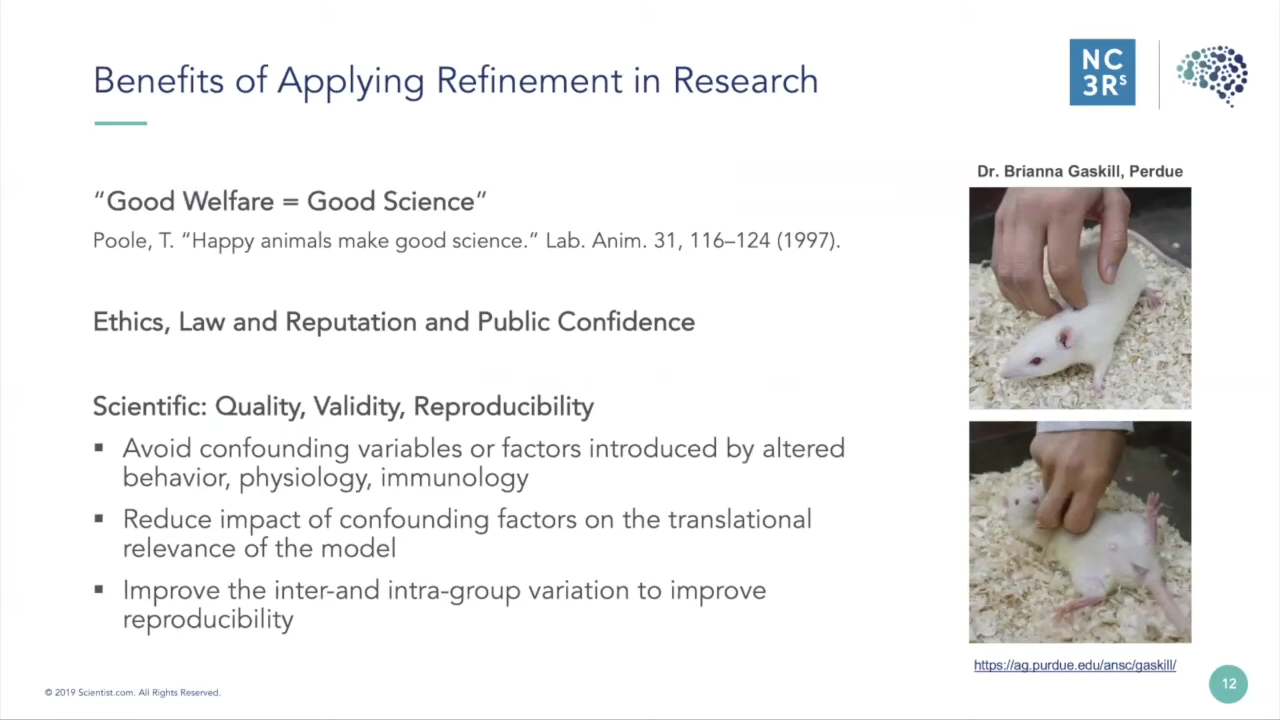 Benefits of Applying Refinement in Research
NC
3Rs
"Good Welfare = Good Science"
Poole, T. "Happy animals make good science." Lab. Anim. 31, 116–124 (1997).
Ethics, Law and Reputation and Public Confidence
Scientific: Quality, Validity, Reproducibility
▪ Avoid confounding variables or factors introduced by altered
behavior, physiology, immunology
▪ Reduce impact of confounding factors on the translational
relevance of the model
▪ Improve the inter-and intra-group variation to improve
reproducibility
Dr. Brianna Gaskill, Perdue
https://ag.purdue.edu/ansc/gaskill/
© 2019 Scientist.com. All Rights Reserved.
12